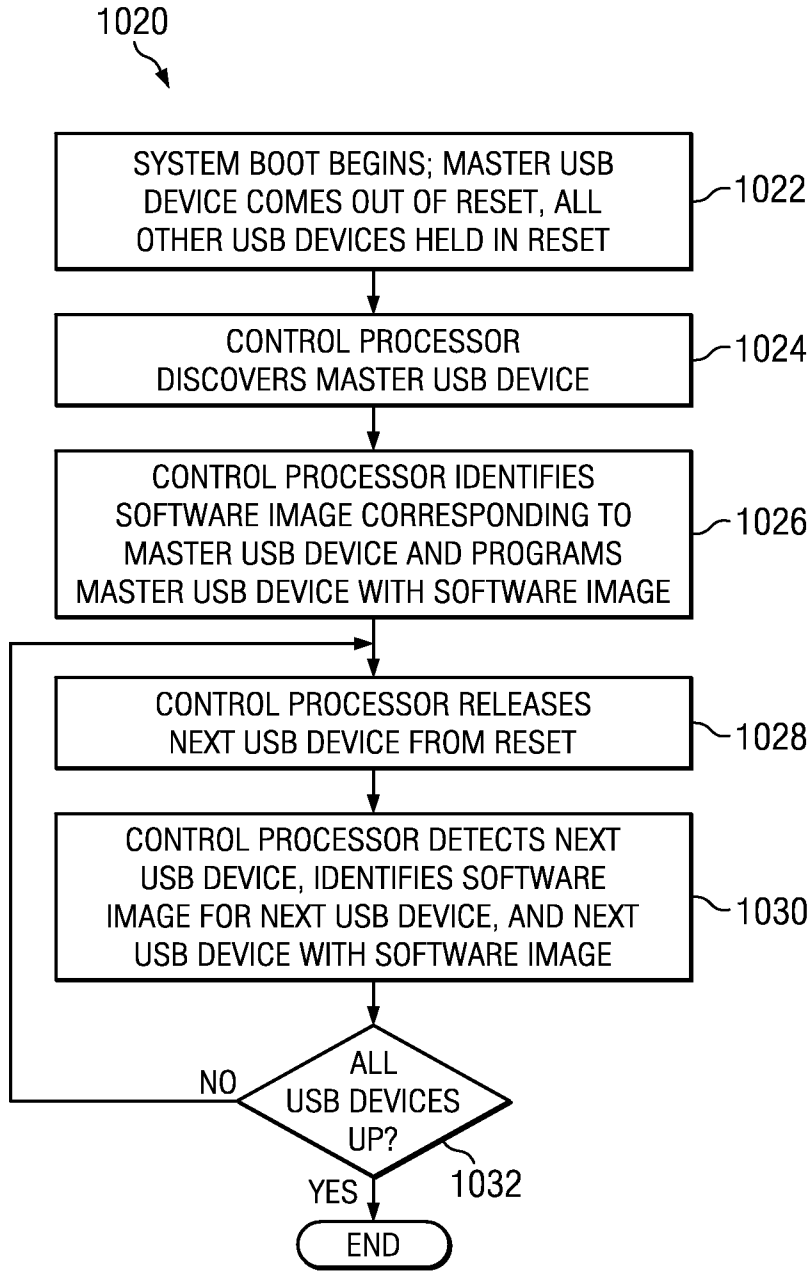 1020
SYSTEM BOOT BEGINS; MASTER USB
DEVICE COMES OUT OF RESET, ALL
OTHER USB DEVICES HELD IN RESET
1022
CONTROL PROCESSOR
DISCOVERS MASTER USB DEVICE
1024
CONTROL PROCESSOR IDENTIFIES
SOFTWARE IMAGE CORRESPONDING TO
MASTER USB DEVICE AND PROGRAMS
MASTER USB DEVICE WITH SOFTWARE IMAGE
1026
CONTROL PROCESSOR RELEASES
NEXT USB DEVICE FROM RESET
1028
CONTROL PROCESSOR DETECTS NEXT
USB DEVICE, IDENTIFIES SOFTWARE
IMAGE FOR NEXT USB DEVICE, AND NEXT
USB DEVICE WITH SOFTWARE IMAGE
1030
ALL
USB DEVICES
UP?
NO
1032
YES
END